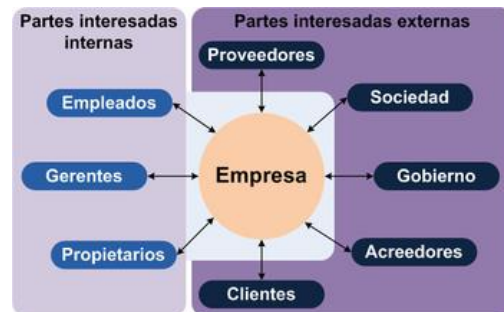 Partes interesadas
internas
Partes interesadas externas
Proveedores
Empleados
Sociedad
Gerentes
Empresa
Gobierno
Propietarios
Acreedores
Clientes